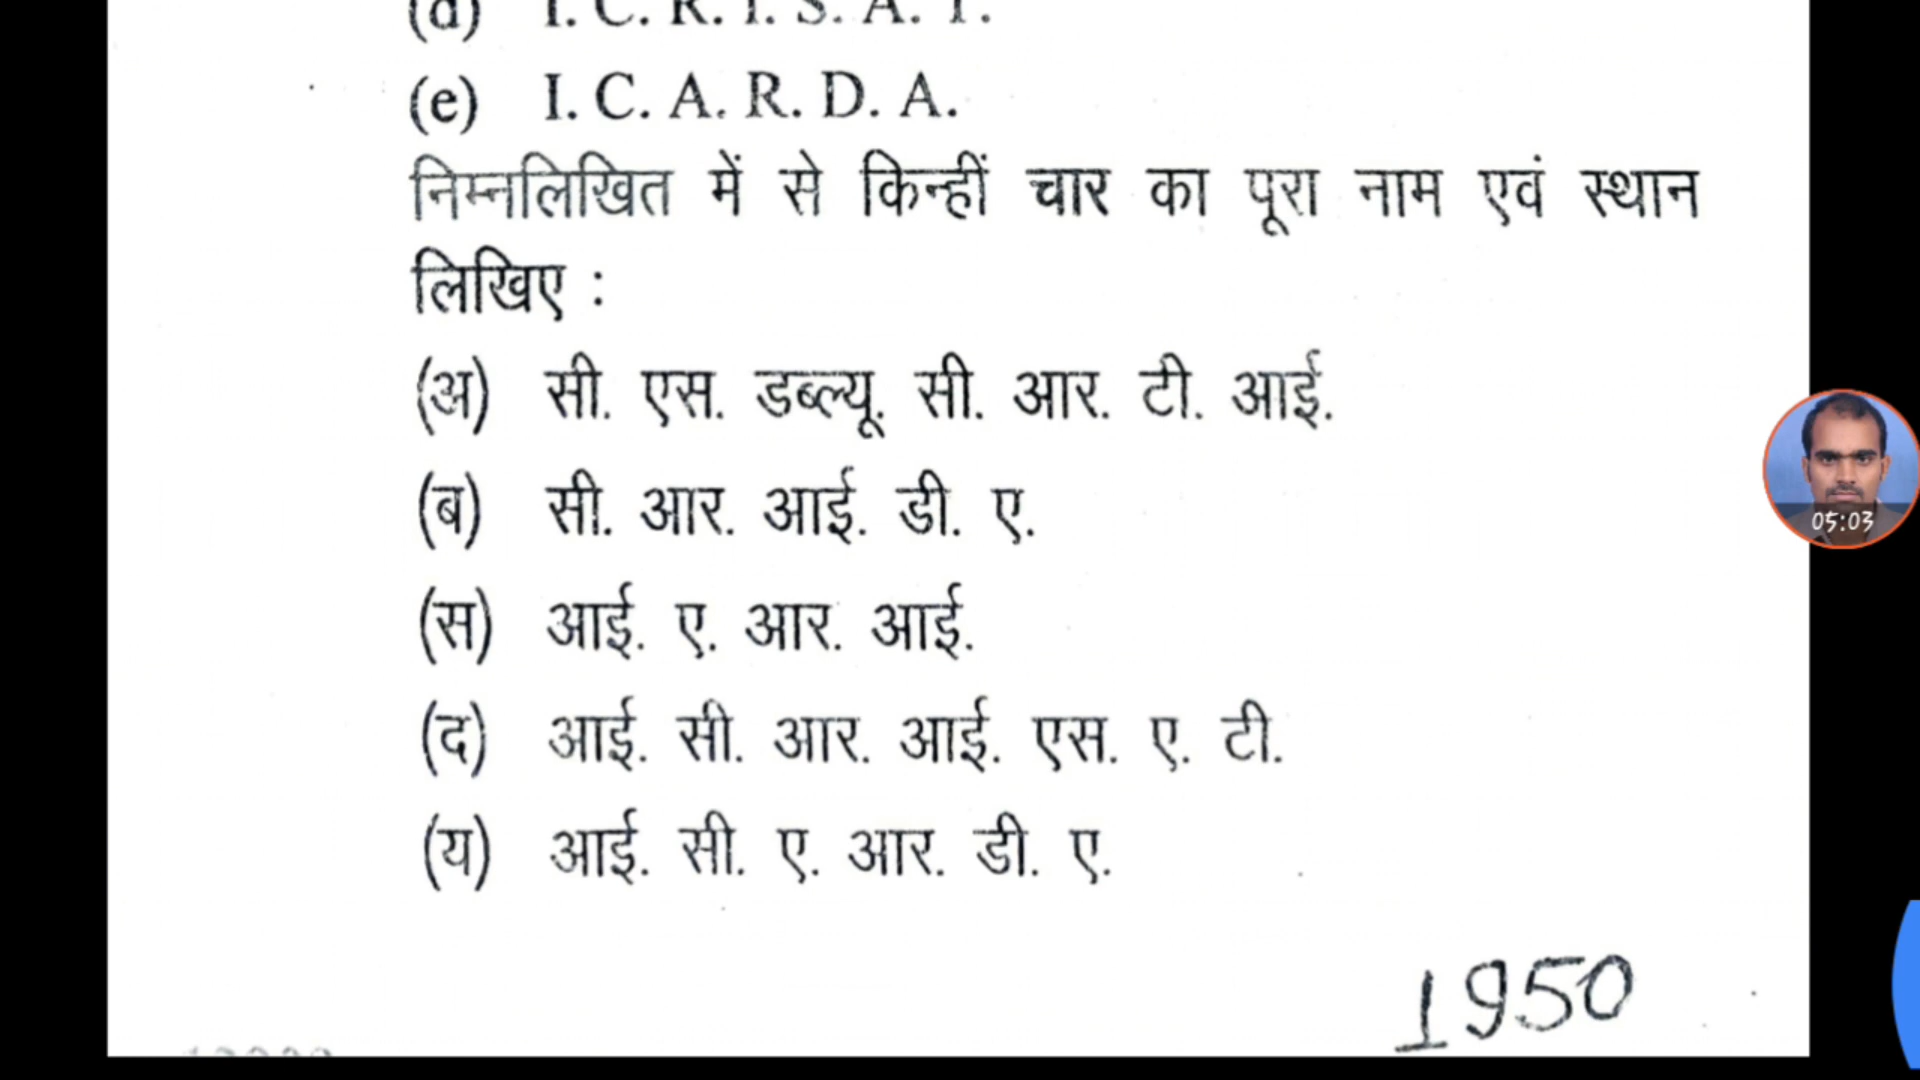 (d) I. C. R. I. S. A. T.
(e) I. C. A. R. D. A.
निम्नलिखित में से किन्हीं चार का पूरा नाम एवं स्थान
लिखिए :
(अ) सी. एस. डब्ल्यू. सी. आर. टी. आई.
(ब) सी. आर. आई. डी. ए.
(स) आई. ए. आर. आई.
(द) आई. सी. आर. आई. एस. ए. टी.
(य) आई. सी. ए. आर. डी. ए.
05:03
1950